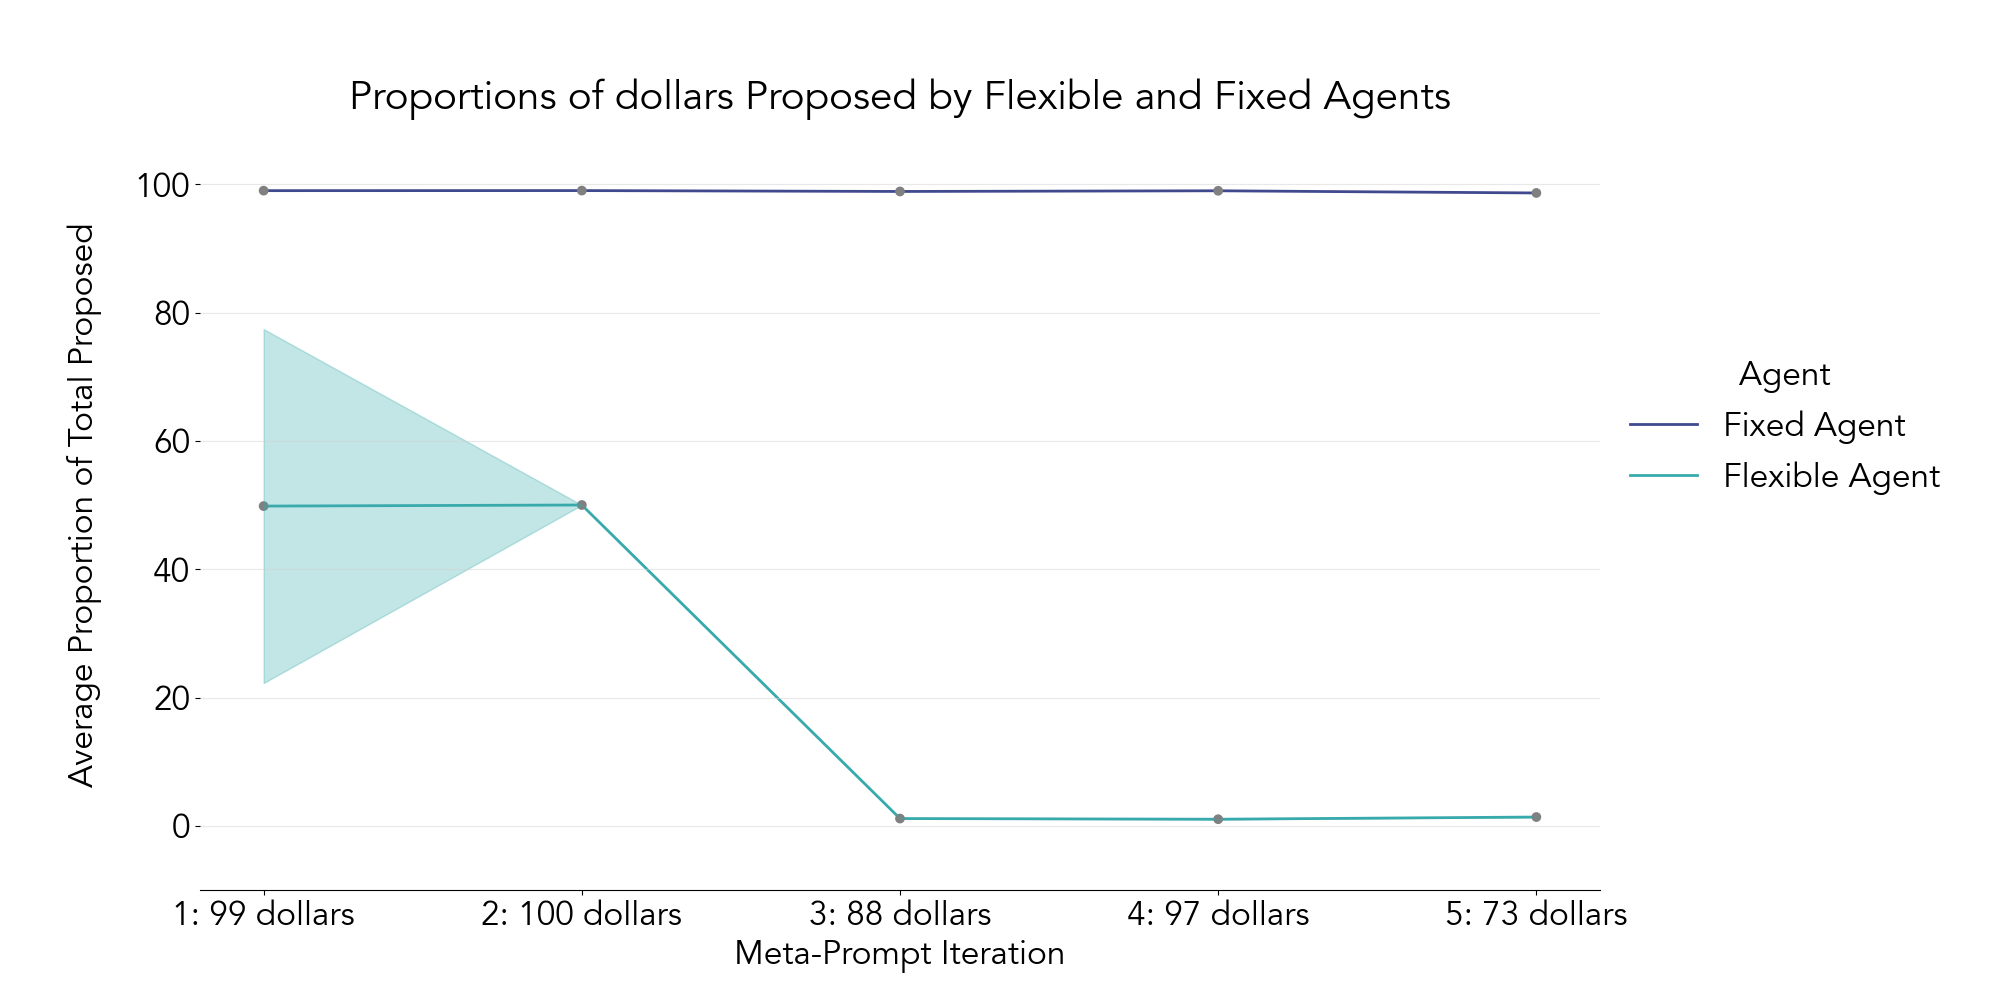 Proportions of dollars Proposed by Flexible and Fixed Agents
Average Proportion of Total Proposed
100
80
60
40
20
0
1: 99 dollars
2: 100 dollars
3: 88 dollars
4: 97 dollars
5: 73 dollars
Meta-Prompt Iteration
Agent
Fixed Agent
Flexible Agent